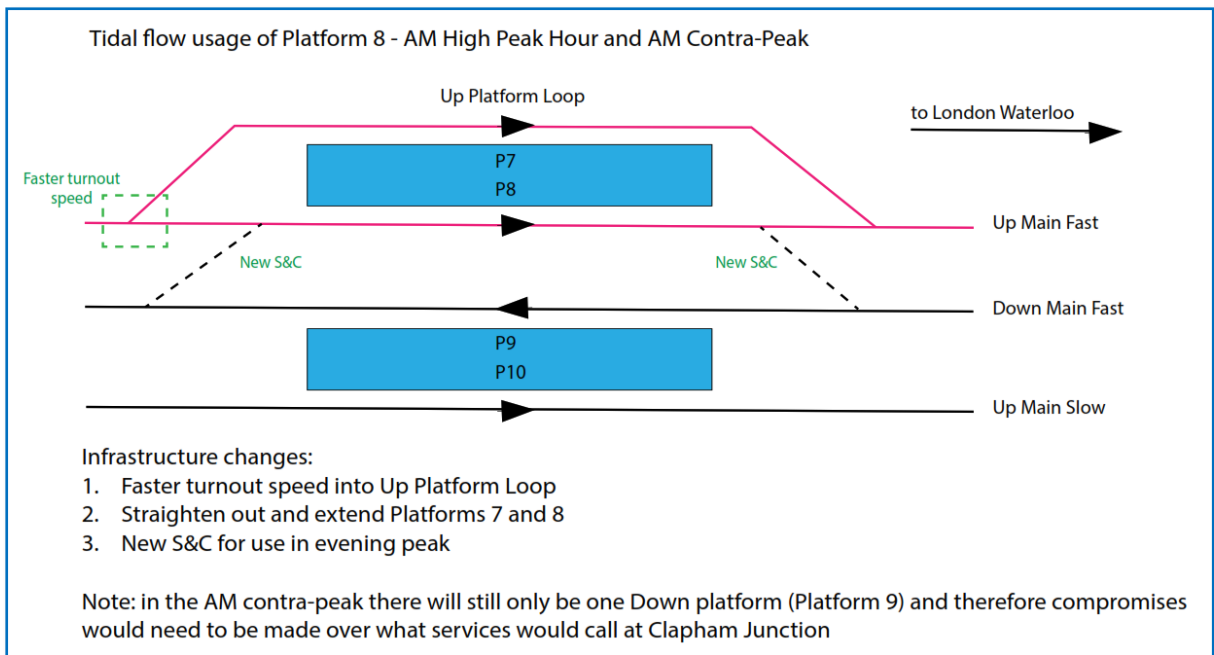 Tidal flow usage of Platform 8 - AM High Peak Hour and AM Contra-Peak
Up Platform Loop
to London Waterloo
P7
Faster turnout
speed
P8
Up Main Fast
New S&C
New S&C
Down Main Fast
P9
P10
Up Main Slow
Infrastructure changes:
1. Faster turnout speed into Up Platform Loop
2. Straighten out and extend Platforms 7 and 8
3. New S&C for use in evening peak
Note: in the AM contra-peak there will still only be one Down platform (Platform 9) and therefore compromises
would need to be made over what services would call at Clapham Junction